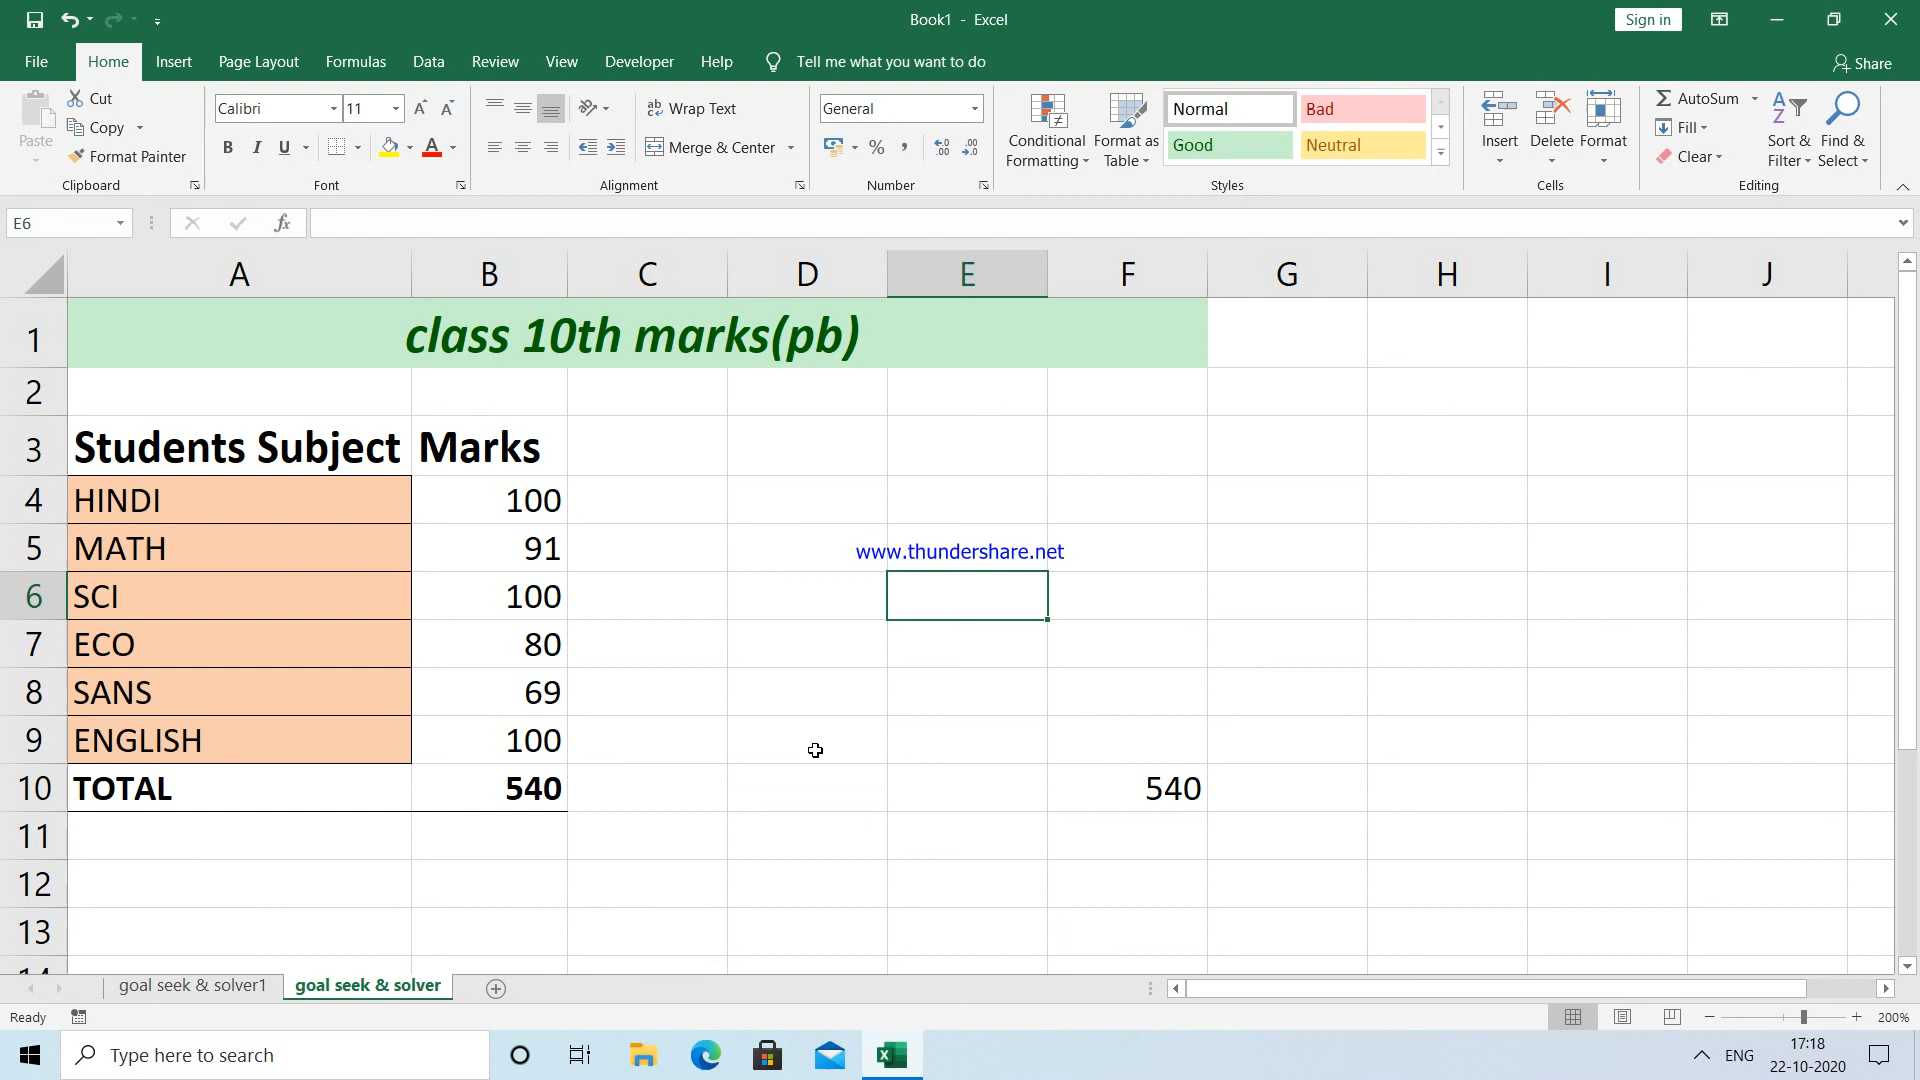 Book1 - Excel
Sign in
File Home Insert Page Layout Formulas Data Review View Developer Help Tell me what you want to do
Share
Paste
Cut
Copy
Format Painter
Clipboard
Calibri 11
B I U
Font
Wrap Text
Merge & Center
Alignment
General
Number
Conditional Formatting
Format as Table
Normal Bad
Good Neutral
Styles
Insert Delete Format
Cells
AutoSum
Fill
Clear
Sort & Filter
Find & Select
Editing
E6
fx
A B C D E F G H I J
1 class 10th marks(pb)
2
3 Students Subject Marks
4 HINDI 100
5 MATH 91
www.thundershare.net
6 SCI 100
7 ECO 80
8 SANS 69
9 ENGLISH 100
10 TOTAL 540 540
11
12
13
14
goal seek & solver1 goal seek & solver
Ready
200%
Type here to search
ENG
17:18
22-10-2020